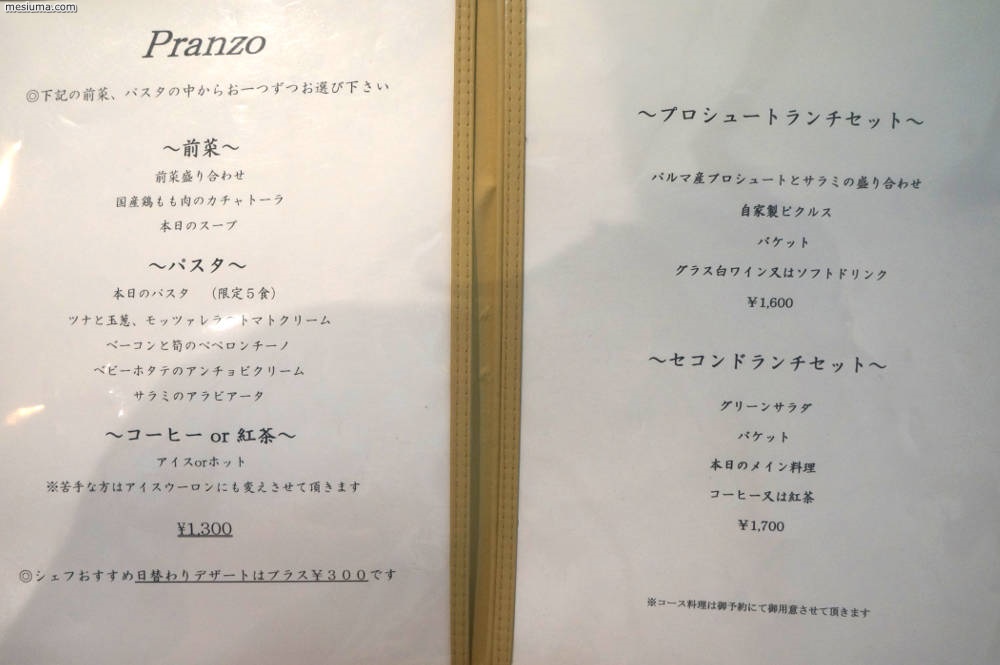 mesiuma.com
Pranzo
◎下記の前菜、パスタの中からお一つずつお選び下さい
～前菜～
前菜盛り合わせ
国産鶏もも肉のカチャトーラ
本日のスープ
～パスタ～
本日のパスタ （限定５食）
ツナと玉葱、モッツァレラのトマトクリーム
ベーコンと筍のペペロンチーノ
ベビーホタテのアンチョビクリーム
サラミのアラビアータ
～コーヒー or 紅茶～
アイスorホット
※苦手な方はアイスウーロンにも変えさせて頂きます
¥1,300
◎シェフおすすめ日替わりデザートはプラス￥３００です
～プロシュートランチセット～
パルマ産プロシュートとサラミの盛り合わせ
自家製ピクルス
バケット
グラス白ワイン又はソフトドリンク
￥1,600
～セコンドランチセット～
グリーンサラダ
バケット
本日のメイン料理
コーヒー又は紅茶
￥1,700
※コース料理は御予約にて御用意させて頂きます